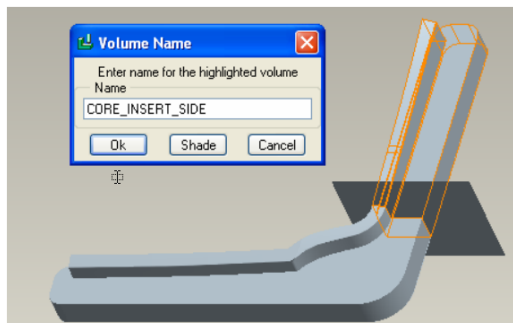 Volume Name
Enter name for the highlighted volume
Name
CORE_INSERT_SIDE
Ok Shade Cancel